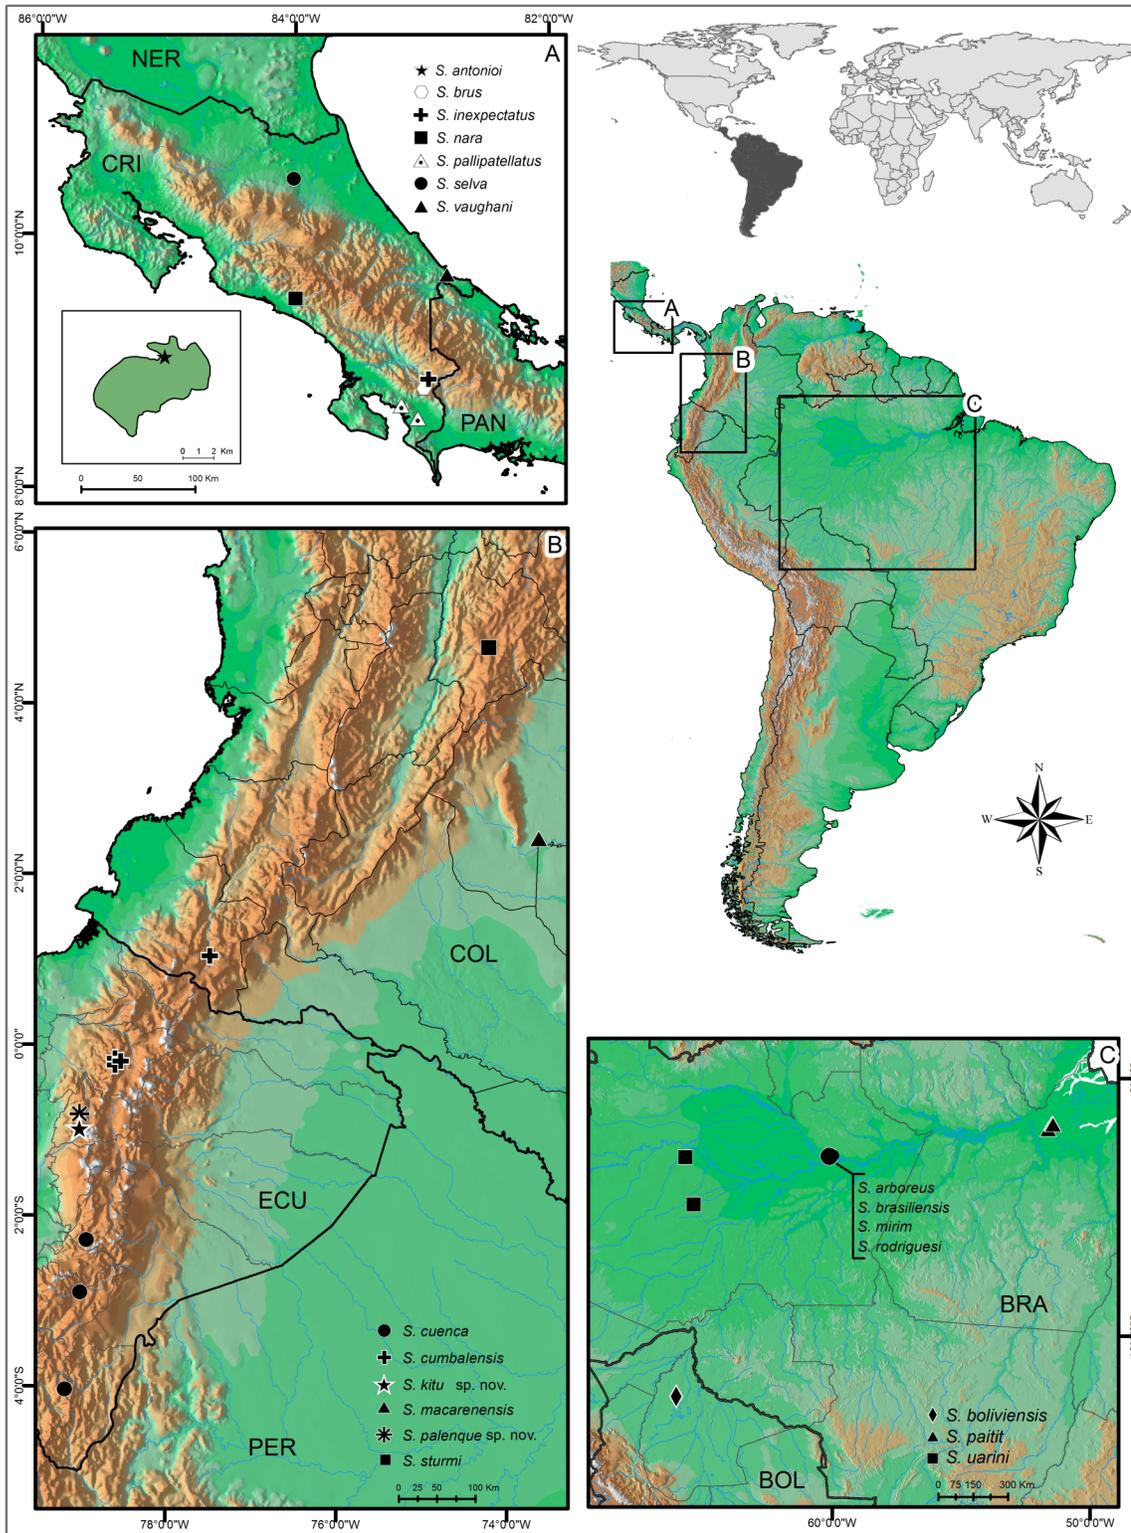 86°0'0"W
84°0'0"W
82°0'0"W
A
NER
CRI
PAN
S. antonioi
S. brus
S. inexpectatus
S. nara
S. pallipatellatus
S. selva
S. vaughani
10°0'0"N
8°0'0"N
0 1 2 Km
0 50 100 Km
A
B
C
N
W
E
S
B
6°0'0"N
4°0'0"N
2°0'0"N
0°0'0"
2°0'0"S
4°0'0"S
COL
ECU
PER
S. cuenca
S. cumbalensis
S. kitu sp. nov.
S. macarenensis
S. palenque sp. nov.
S. sturmi
0 25 50 100 Km
78°0'0"W
76°0'0"W
74°0'0"W
C
S. arboreus
S. brasiliensis
S. mirim
S. rodriguesi
BRA
BOL
S. boliviensis
S. paitit
S. uarini
0 75 150 300 Km
60°0'0"W
50°0'0"W